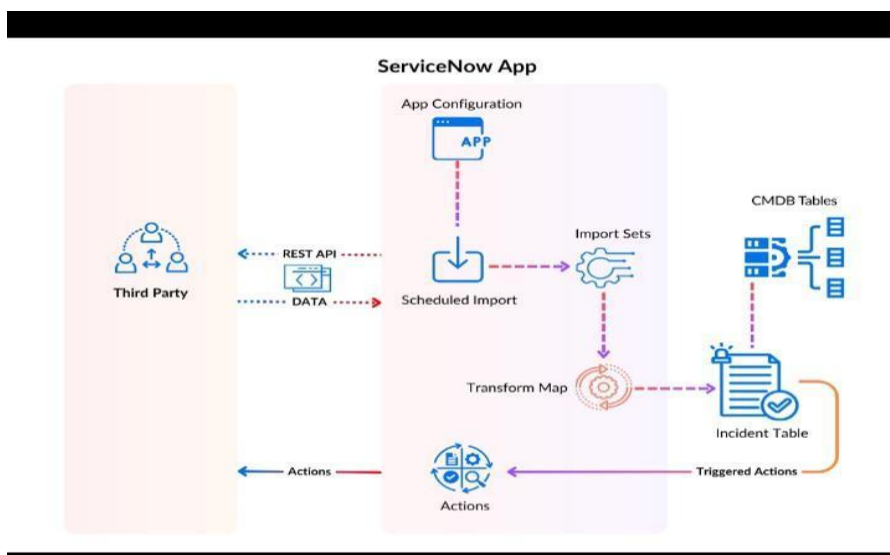 ServiceNow App
App Configuration
APP
CMDB Tables
Import Sets
REST API
Third Party
DATA
Scheduled Import
Transform Map
Incident Table
Actions
Triggered Actions
Actions